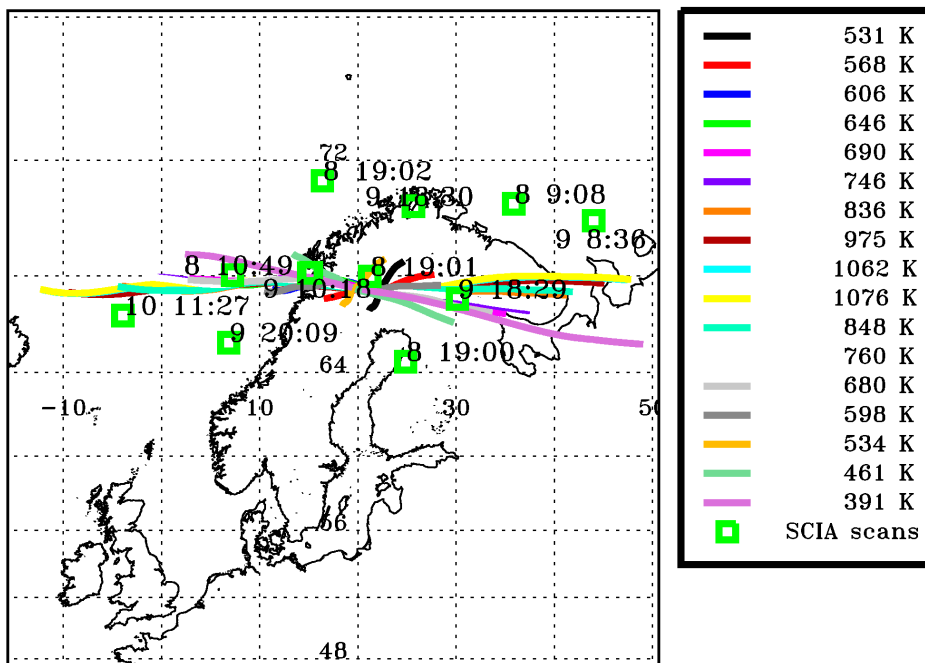 72
8 19:02
9 18:30
8 9:08
9 8:36
8 10:49
8 19:01
9 10:18
9 18:29
10 11:27
9 20:09
8 19:00
64
-10
10
30
50
56
48
531 K
568 K
606 K
646 K
690 K
746 K
836 K
975 K
1062 K
1076 K
848 K
760 K
680 K
598 K
534 K
461 K
391 K
SCIA scans